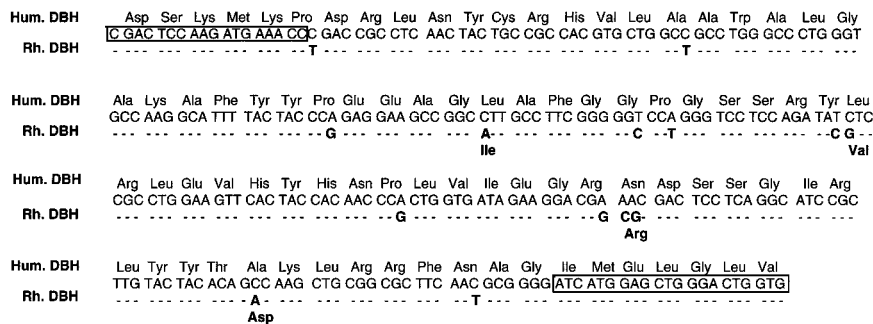 Hum. DBH Asp Ser Lys Met Lys Pro Asp Arg Leu Asn Tyr Cys Arg His Val Leu Ala Ala Trp Ala Leu Gly
C GAC TCC AAG ATG AAA CCC GAC CGC CTC AAC TAC TGC CGC CAC GTG CTG GCC GCC TGG GCC CTG GGT
Rh. DBH --- --- --- --- --- --T --- --- --- --- --- --- --- --- --- --- --T --- --- --- --- ---
Hum. DBH Ala Lys Ala Phe Tyr Tyr Pro Glu Glu Ala Gly Leu Ala Phe Gly Gly Pro Gly Ser Ser Arg Tyr Leu
GCC AAG GCA TTT TAC TAC CCA GAG GAA GCC GGC CTT GCC TTC GGG GGT CCA GGG TCC TCC AGA TAT CTC
Rh. DBH --- --- --- --- --- --- --G --- --- --- --- A-- --- --- --- --C --T --- --- --- --- --C G--
Ile Val
Hum. DBH Arg Leu Glu Val His Tyr His Asn Pro Leu Val Ile Glu Gly Arg Asn Asp Ser Ser Gly Ile Arg
CGC CTG GAA GTT CAC TAC CAC AAC CCA CTG GTG ATA GAA GGA CGA AAC GAC TCC TCA GGC ATC CGC
Rh. DBH --- --- --- --- --- --- --- --- --G --- --- --- --- --- --G CG- --- --- --- --- --- ---
Arg
Hum. DBH Leu Tyr Tyr Thr Ala Lys Leu Arg Arg Phe Asn Ala Gly Ile Met Glu Leu Gly Leu Val
TTG TAC TAC ACA GCC AAG CTG CGG CGC TTC AAC GCG GGG ATC ATG GAG CTG GGA CTG GTG
Rh. DBH --- --- --- --- -A- --- --- --- --- --- --T --- --- --- --- --- --- --- --- ---
Asp